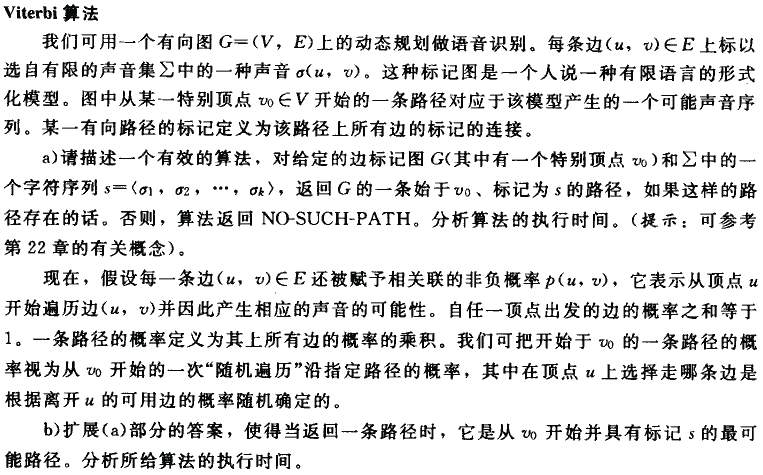 Viterbi 算法
我们可用一个有向图 G=(V, E)上的动态规划做语音识别。每条边(u, v)∈E 上标以
选自有限的声音集∑中的一种声音 σ(u, v)。这种标记图是一个人说一种有限语言的形式
化模型。图中从某一特别顶点 v₀∈V 开始的一条路径对应于该模型产生的一个可能声音序
列。某一有向路径的标记定义为该路径上所有边的标记的连接。
a)请描述一个有效的算法，对给定的边标记图 G(其中有一个特别顶点 v₀)和∑中的一
个字符序列 s=⟨σ₁, σ₂, ⋯, σₖ⟩，返回 G 的一条始于 v₀、标记为 s 的路径，如果这样的路
径存在的话。否则，算法返回 NO-SUCH-PATH。分析算法的执行时间。(提示：可参考
第 22 章的有关概念)。
现在，假设每一条边(u, v)∈E 还被赋予相关联的非负概率 p(u, v)，它表示从顶点 u
开始遍历边(u, v)并因此产生相应的声音的可能性。自任一顶点出发的边的概率之和等于
1。一条路径的概率定义为其上所有边的概率的乘积。我们可把开始于 v₀ 的一条路径的概
率视为从 v₀ 开始的一次“随机遍历”沿指定路径的概率，其中在顶点 u 上选择走哪条边是
根据离开 u 的可用边的概率随机确定的。
b)扩展(a)部分的答案，使得当返回一条路径时，它是从 v₀ 开始并具有标记 s 的最可
能路径。分析所给算法的执行时间。